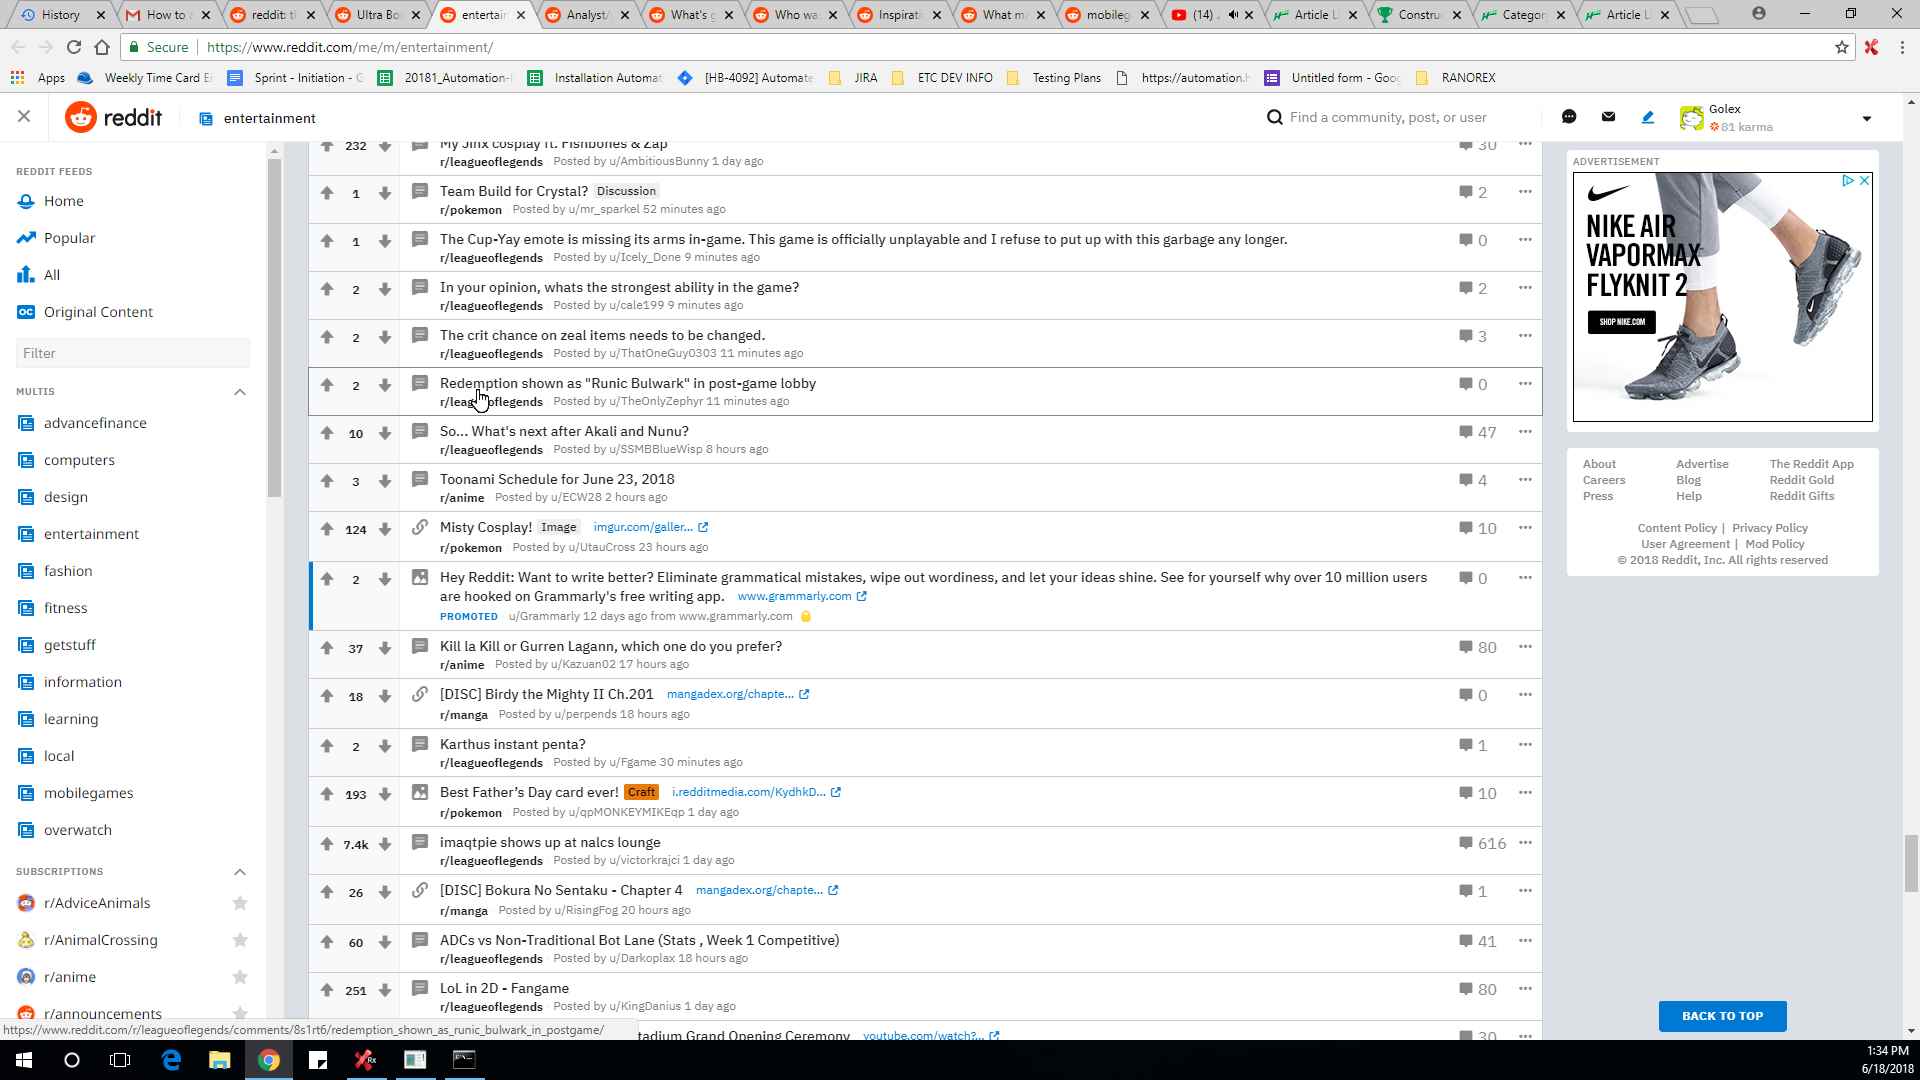 History
How to
reddit: t
Ultra Bo
entertain
Analyst/
What's g
Who wa
Inspirat
What m
mobileg
(14)
Article L
Constru
Categor
Article L
Secure
https://www.reddit.com/me/m/entertainment/
Apps
Weekly Time Card E
Sprint - Initiation - G
20181_Automation-
Installation Automat
[HB-4092] Automate
JIRA
ETC DEV INFO
Testing Plans
https://automation.h
Untitled form - Goo
RANOREX
reddit
entertainment
Find a community, post, or user
Golex
81 karma
REDDIT FEEDS
Home
Popular
All
OC Original Content
Filter
MULTIS
advancefinance
computers
design
entertainment
fashion
fitness
getstuff
information
learning
local
mobilegames
overwatch
SUBSCRIPTIONS
r/AdviceAnimals
r/AnimalCrossing
r/anime
r/announcements
232 My Jinx cosplay ft. Fishbones & Zap 30
r/leagueoflegends Posted by u/AmbitiousBunny 1 day ago
1 Team Build for Crystal? Discussion 2
r/pokemon Posted by u/mr_sparkel 52 minutes ago
1 The Cup-Yay emote is missing its arms in-game. This game is officially unplayable and I refuse to put up with this garbage any longer. 0
r/leagueoflegends Posted by u/Icely_Done 9 minutes ago
2 In your opinion, whats the strongest ability in the game? 2
r/leagueoflegends Posted by u/cale199 9 minutes ago
2 The crit chance on zeal items needs to be changed. 3
r/leagueoflegends Posted by u/ThatOneGuy0303 11 minutes ago
2 Redemption shown as "Runic Bulwark" in post-game lobby 0
r/leagueoflegends Posted by u/TheOnlyZephyr 11 minutes ago
10 So... What's next after Akali and Nunu? 47
r/leagueoflegends Posted by u/SSMBBlueWisp 8 hours ago
3 Toonami Schedule for June 23, 2018 4
r/anime Posted by u/ECW28 2 hours ago
124 Misty Cosplay! Image imgur.com/galler... 10
r/pokemon Posted by u/UtauCross 23 hours ago
2 Hey Reddit: Want to write better? Eliminate grammatical mistakes, wipe out wordiness, and let your ideas shine. See for yourself why over 10 million users 0
are hooked on Grammarly's free writing app. www.grammarly.com
PROMOTED u/Grammarly 12 days ago from www.grammarly.com
37 Kill la Kill or Gurren Lagann, which one do you prefer? 80
r/anime Posted by u/Kazuan02 17 hours ago
18 [DISC] Birdy the Mighty II Ch.201 mangadex.org/chapte... 0
r/manga Posted by u/perpends 18 hours ago
2 Karthus instant penta? 1
r/leagueoflegends Posted by u/Fgame 30 minutes ago
193 Best Father's Day card ever! Craft i.redditmedia.com/KydhkD... 10
r/pokemon Posted by u/qpMONKEYMIKEqp 1 day ago
7.4k imaqtpie shows up at nalcs lounge 616
r/leagueoflegends Posted by u/victorkrajci 1 day ago
26 [DISC] Bokura No Sentaku - Chapter 4 mangadex.org/chapte... 1
r/manga Posted by u/RisingFog 20 hours ago
60 ADCs vs Non-Traditional Bot Lane (Stats , Week 1 Competitive) 41
r/leagueoflegends Posted by u/Darkoplax 18 hours ago
251 LoL in 2D - Fangame 80
r/leagueoflegends Posted by u/KingDanius 1 day ago
tadium Grand Opening Ceremony youtube.com/watch?... 30
https://www.reddit.com/r/leagueoflegends/comments/8s1rt6/redemption_shown_as_runic_bulwark_in_postgame/
ADVERTISEMENT
NIKE AIR
VAPORMAX
FLYKNIT 2
SHOP NIKE.COM
About Advertise The Reddit App
Careers Blog Reddit Gold
Press Help Reddit Gifts
Content Policy | Privacy Policy
User Agreement | Mod Policy
© 2018 Reddit, Inc. All rights reserved
BACK TO TOP
1:34 PM
6/18/2018